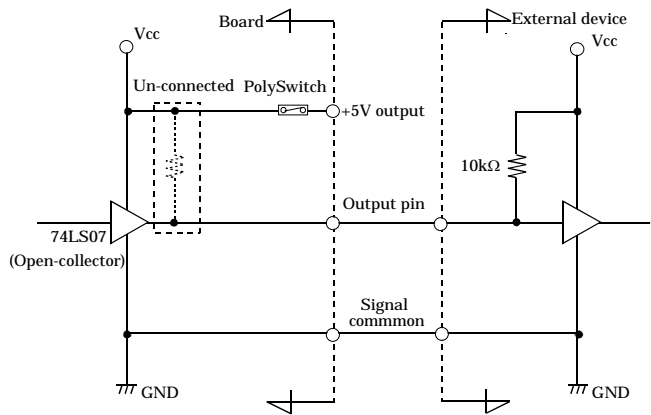 Board
External device
Vcc
Vcc
Un-connected
PolySwitch
+5V output
10kΩ
Output pin
74LS07
(Open-collector)
Signal
commmon
GND
GND